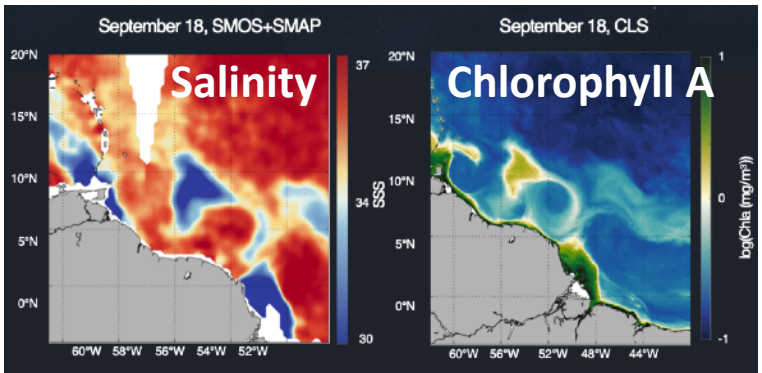 September 18, SMOS+SMAP
Salinity
20°N
15°N
10°N
5°N
0°N
60°W 58°W 56°W 54°W 52°W
37
34
30
SSS
September 18, CLS
Chlorophyll A
20°N
15°N
10°N
5°N
0°N
60°W 56°W 52°W 48°W 44°W
1
0
-1
log(Chla (mg/m³))